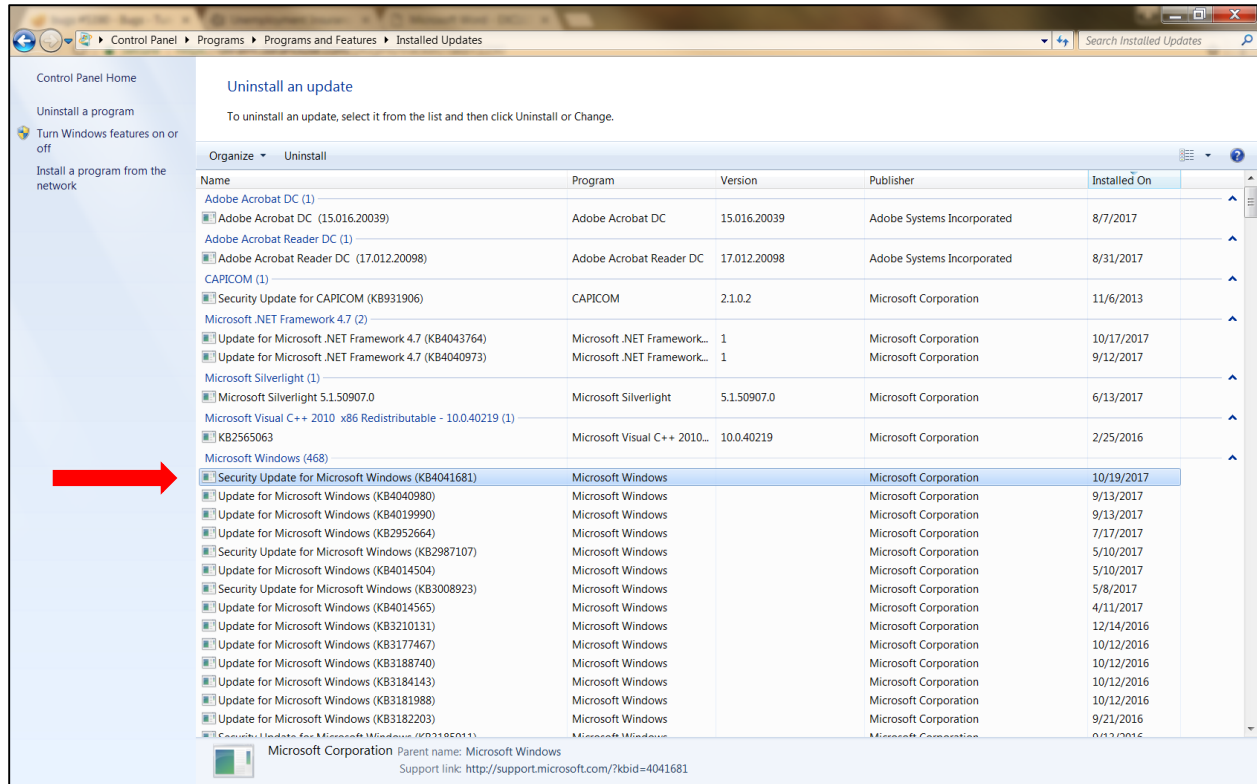 Control Panel ▸ Programs ▸ Programs and Features ▸ Installed Updates
Search Installed Updates
Control Panel Home
Uninstall a program
Turn Windows features on or
off
Install a program from the
network
Uninstall an update
To uninstall an update, select it from the list and then click Uninstall or Change.
Organize Uninstall
Name Program Version Publisher Installed On
Adobe Acrobat DC (1)
Adobe Acrobat DC (15.016.20039) Adobe Acrobat DC 15.016.20039 Adobe Systems Incorporated 8/7/2017
Adobe Acrobat Reader DC (1)
Adobe Acrobat Reader DC (17.012.20098) Adobe Acrobat Reader DC 17.012.20098 Adobe Systems Incorporated 8/31/2017
CAPICOM (1)
Security Update for CAPICOM (KB931906) CAPICOM 2.1.0.2 Microsoft Corporation 11/6/2013
Microsoft .NET Framework 4.7 (2)
Update for Microsoft .NET Framework 4.7 (KB4043764) Microsoft .NET Framework... 1 Microsoft Corporation 10/17/2017
Update for Microsoft .NET Framework 4.7 (KB4040973) Microsoft .NET Framework... 1 Microsoft Corporation 9/12/2017
Microsoft Silverlight (1)
Microsoft Silverlight 5.1.50907.0 Microsoft Silverlight 5.1.50907.0 Microsoft Corporation 6/13/2017
Microsoft Visual C++ 2010 x86 Redistributable - 10.0.40219 (1)
KB2565063 Microsoft Visual C++ 2010... 10.0.40219 Microsoft Corporation 2/25/2016
Microsoft Windows (468)
Security Update for Microsoft Windows (KB4041681) Microsoft Windows Microsoft Corporation 10/19/2017
Update for Microsoft Windows (KB4040980) Microsoft Windows Microsoft Corporation 9/13/2017
Update for Microsoft Windows (KB4019990) Microsoft Windows Microsoft Corporation 9/13/2017
Update for Microsoft Windows (KB2952664) Microsoft Windows Microsoft Corporation 7/17/2017
Security Update for Microsoft Windows (KB2987107) Microsoft Windows Microsoft Corporation 5/10/2017
Update for Microsoft Windows (KB4014504) Microsoft Windows Microsoft Corporation 5/10/2017
Security Update for Microsoft Windows (KB3008923) Microsoft Windows Microsoft Corporation 5/8/2017
Update for Microsoft Windows (KB4014565) Microsoft Windows Microsoft Corporation 4/11/2017
Update for Microsoft Windows (KB3210131) Microsoft Windows Microsoft Corporation 12/14/2016
Update for Microsoft Windows (KB3177467) Microsoft Windows Microsoft Corporation 10/12/2016
Update for Microsoft Windows (KB3188740) Microsoft Windows Microsoft Corporation 10/12/2016
Update for Microsoft Windows (KB3184143) Microsoft Windows Microsoft Corporation 10/12/2016
Update for Microsoft Windows (KB3181988) Microsoft Windows Microsoft Corporation 10/12/2016
Update for Microsoft Windows (KB3182203) Microsoft Windows Microsoft Corporation 9/21/2016
Microsoft Corporation Parent name: Microsoft Windows
Support link: http://support.microsoft.com/?kbid=4041681